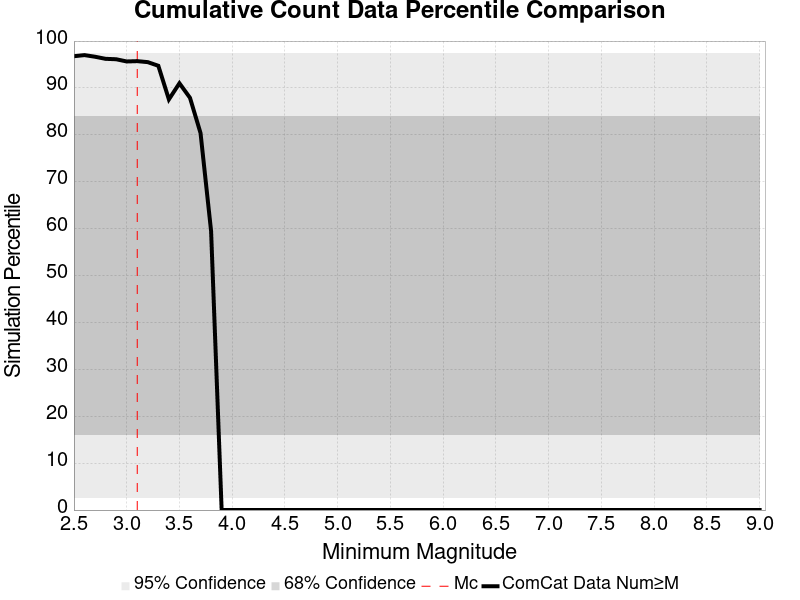 Cumulative Count Data Percentile Comparison
100
90
80
70
60
50
40
30
20
10
0
Simulation Percentile
2.5 3.0 3.5 4.0 4.5 5.0 5.5 6.0 6.5 7.0 7.5 8.0 8.5 9.0
Minimum Magnitude
95% Confidence 68% Confidence Mc ComCat Data Num≥M